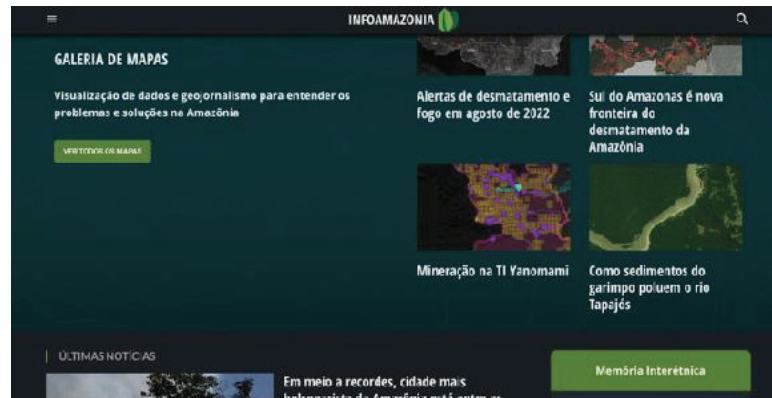 INFOAMAZONIA
GALERIA DE MAPAS
Visualização de dados e geojornalismo para entender os
problemas e soluções na Amazônia
VER TODOS OS MAPAS
Alertas de desmatamento e
fogo em agosto de 2022
Sul do Amazonas é nova
fronteira do
desmatamento da
Amazônia
Mineração na TI Yanomami
Como sedimentos do
garimpo poluem o rio
Tapajós
ÚLTIMAS NOTÍCIAS
Em meio a recordes, cidade mais
Memória Interétnica